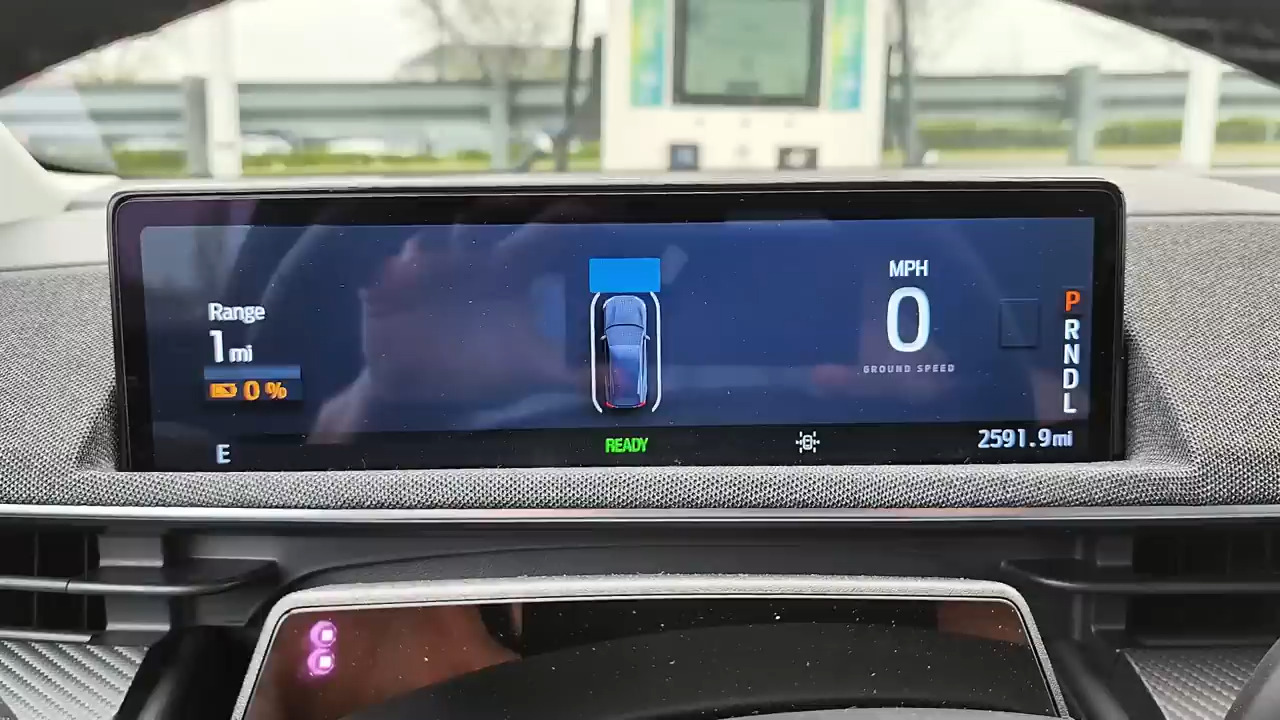 Range
1 mi
0 %
E
READY
MPH
0
GROUND SPEED
P
R
N
D
L
2591.9mi